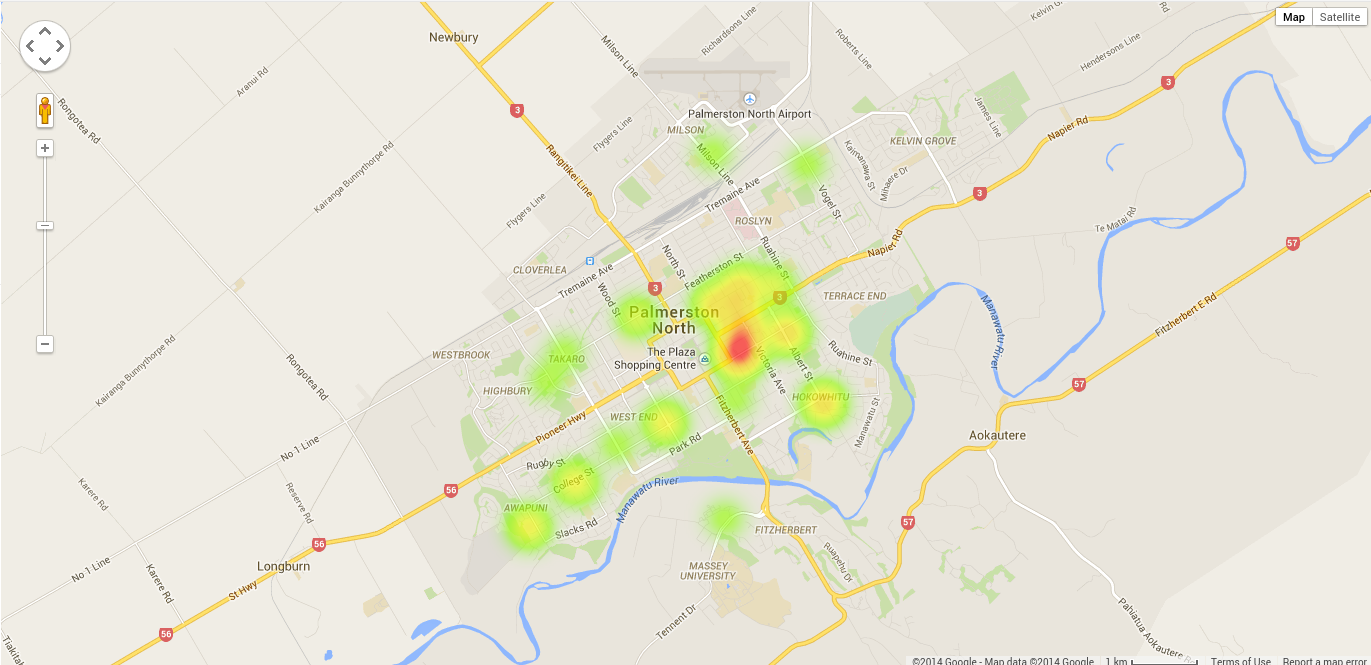 Map
Satellite
Newbury
Richardsons Line
Kelvin Gr
Rd
Milson Line
Roberts Line
Hendersons Line
Aranui Rd
3
Rongotea Rd
3
Palmerston North Airport
James Line
Napier Rd
Flygers Line
MILSON
KELVIN GROVE
Rangitikei Line
Milson Line
Kaimanawa St
Mihaere Dr
Kairanga Bunnythorpe Rd
Tremaine Ave
Vogel St
3
Flygers Line
ROSLYN
Te Matai Rd
Napier Rd
57
Ruahine St
North St
CLOVERLEA
Featherston St
Tremaine Ave
3
3
TERRACE END
Wood St
Manawatu River
Fitzherbert E Rd
Palmerston
North
Kairanga Bunnythorpe Rd
Rongotea Rd
WESTBROOK
TAKARO
The Plaza
Shopping Centre
Victoria Ave
Albert St
Ruahine St
HIGHBURY
57
HOKOWHITU
Manawatu St
WEST END
Fitzherbert Ave
Pioneer Hwy
No 1 Line
Park Rd
Aokautere
Rugby St
College St
Karere Rd
Reserve Rd
56
Manawatu River
AWAPUNI
Slacks Rd
FITZHERBERT
57
56
Longburn
No 1 Line
Karere Rd
St Hwy
MASSEY
UNIVERSITY
Ruapehu Dr
Tennent Dr
Pahiatua Aokautere Rd
56
©2014 Google - Map data ©2014 Google
1 km
Terms of Use
Report a map error